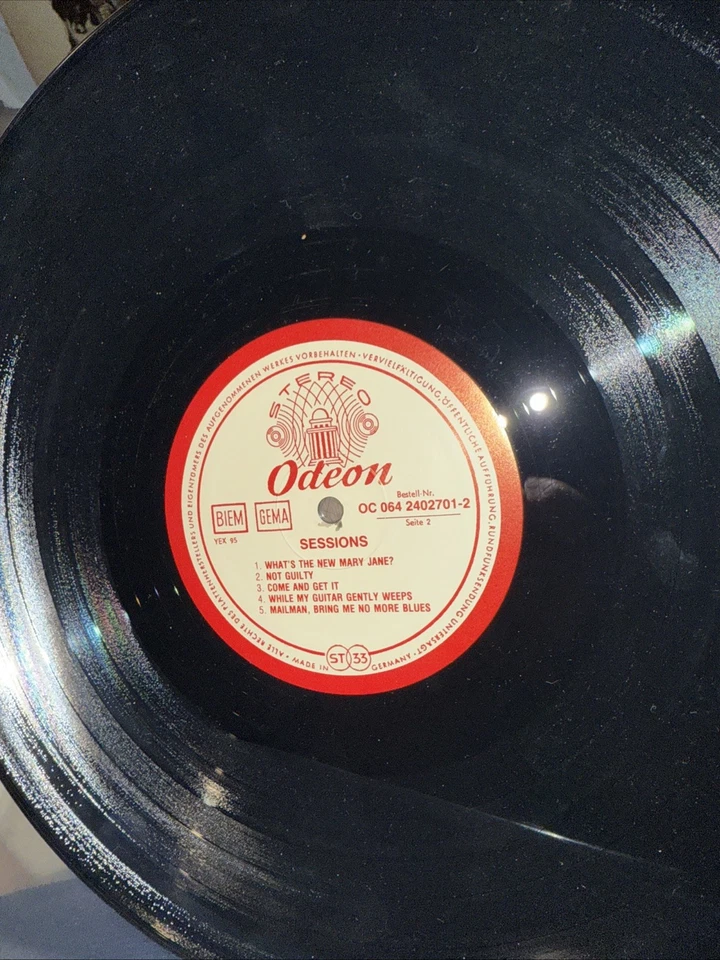 ALLE RECHTE DES PLATTENHERSTELLERS UND EIGENTÜMERS DES AUFGENOMMENEN WERKES VORBEHALTEN · VERVIELFÄLTIGUNG, ÖFFENTLICHE AUFFÜHRUNG, RUNDFUNKSENDUNG UNTERSAGT ·
STEREO
Odeon
BIEM
GEMA
YEK 95
Bestell-Nr.
OC 064 2402701-2
Seite 2
SESSIONS
1. WHAT'S THE NEW MARY JANE?
2. NOT GUILTY
3. COME AND GET IT
4. WHILE MY GUITAR GENTLY WEEPS
5. MAILMAN, BRING ME NO MORE BLUES
MADE IN GERMANY
ST 33